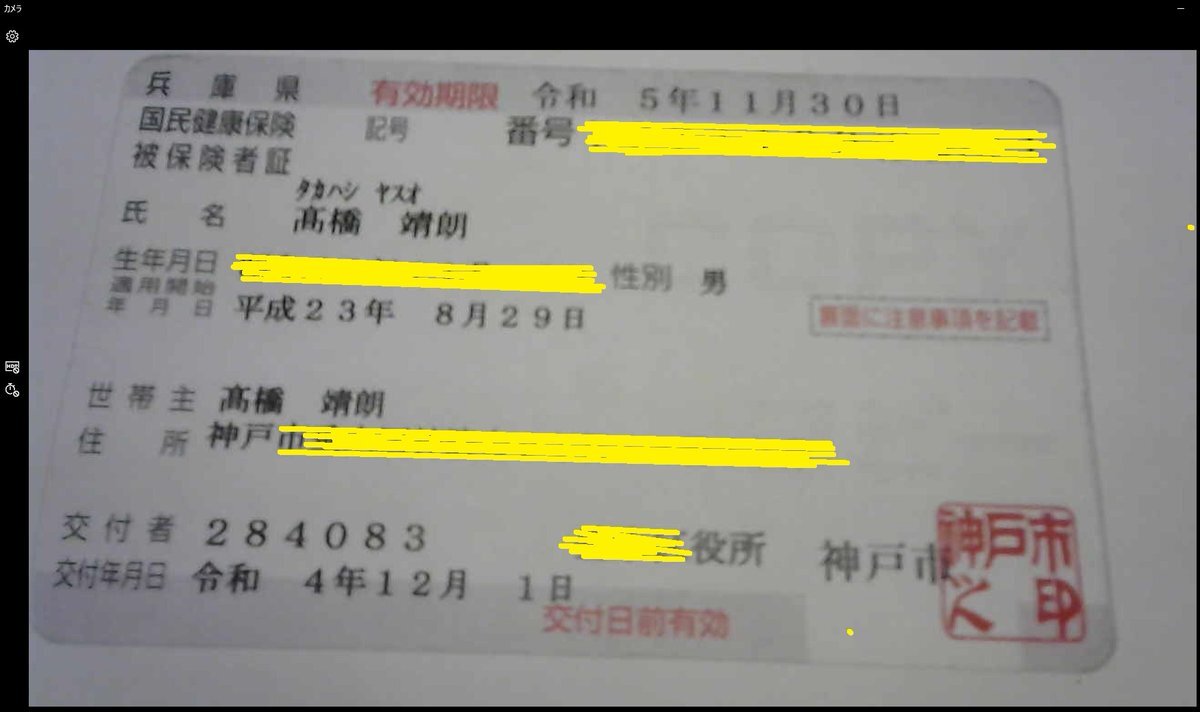 カメラ
兵庫県 有効期限 令和 5年11月30日
国民健康保険 記号 番号
被保険者証
タカハシ ヤスオ
氏名 髙橋 靖朗
生年月日 性別 男
適用開始
年月日 平成23年 8月29日
裏面に注意事項を記載
世帯主 髙橋 靖朗
住所 神戸市
交付者 284083 役所 神戸市
交付年月日 令和 4年12月 1日
交付日前有効
神戸市之印